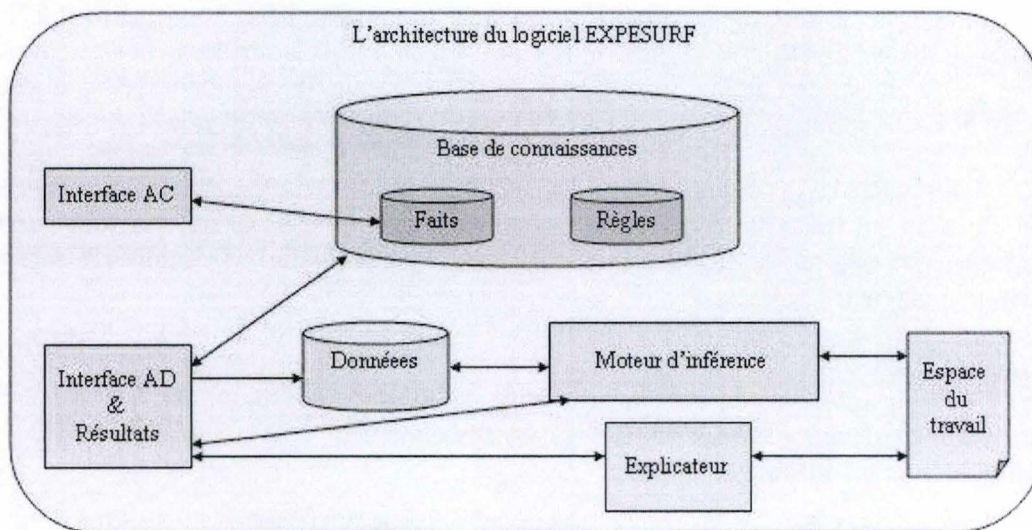 L'architecture du logiciel EXPESURF
Base de connaissances
Interface AC
Faits
Règles
Interface AD
&
Résultats
Donnéees
Moteur d'inférence
Espace
du
travail
Explicateur